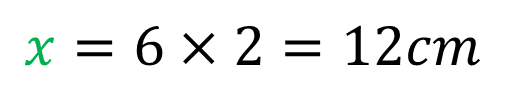 x = 6 × 2 = 12cm